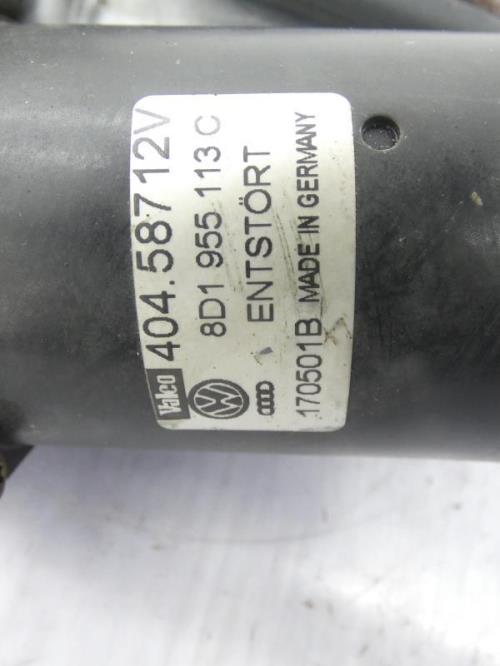 Valeo 404.587 12V
8D1 955 113 C
ENTSTÖRT
170501B MADE IN GERMANY